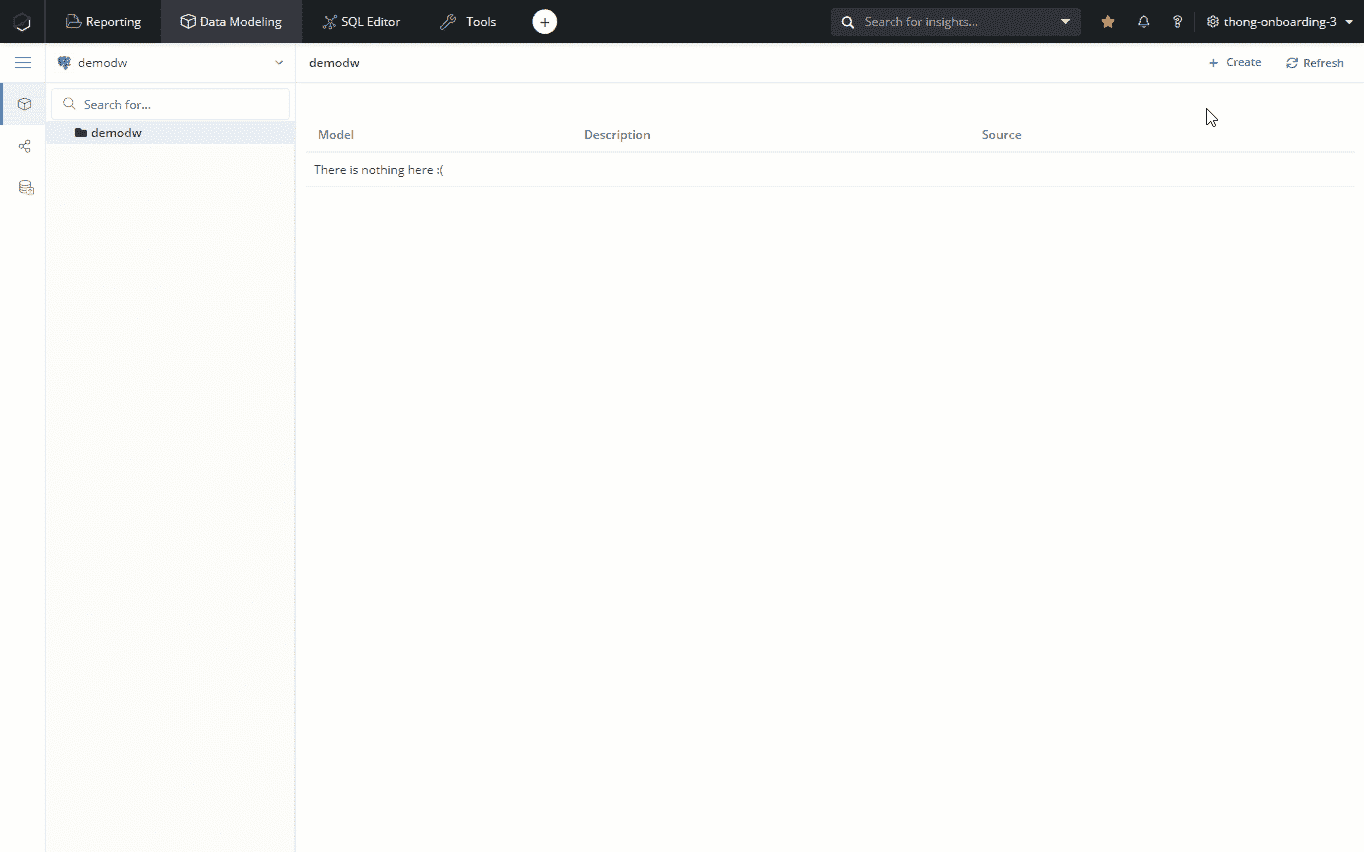 Reporting Data Modeling SQL Editor Tools + Search for insights... ? thong-onboarding-3
demodw demodw + Create Refresh
Search for...
demodw
Model Description Source
There is nothing here :(